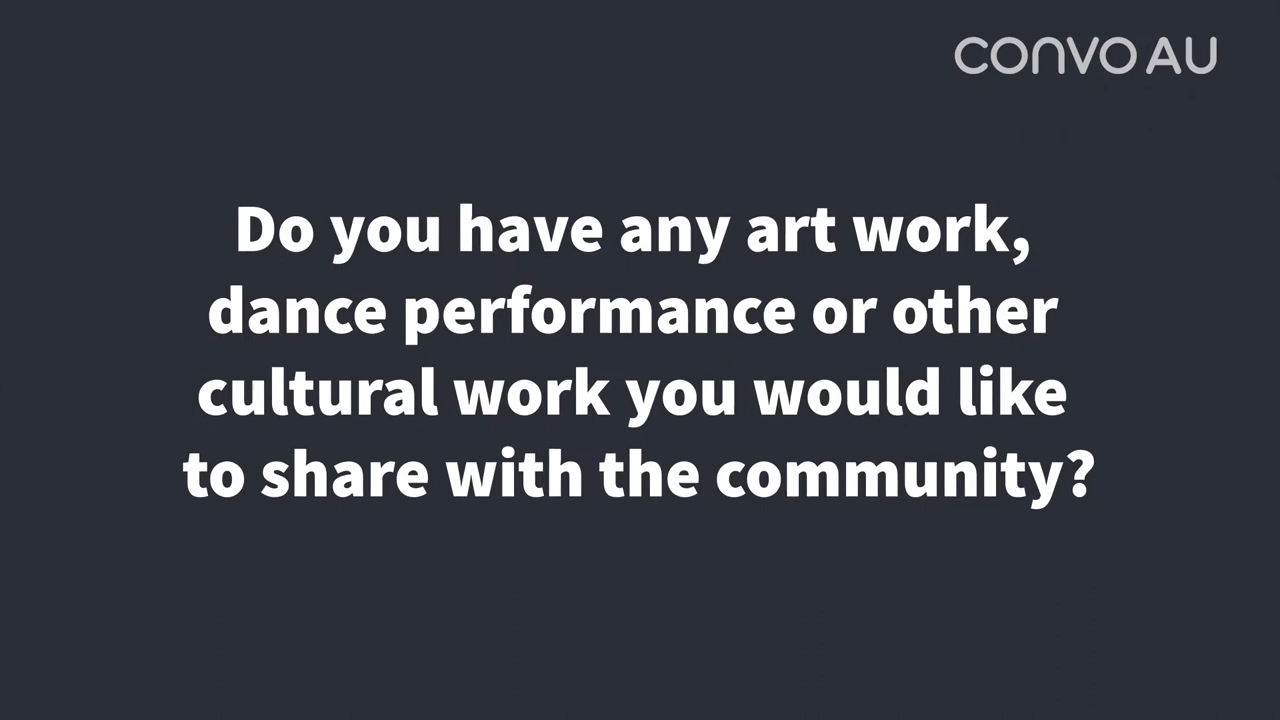 CONVO AU
Do you have any art work,
dance performance or other
cultural work you would like
to share with the community?